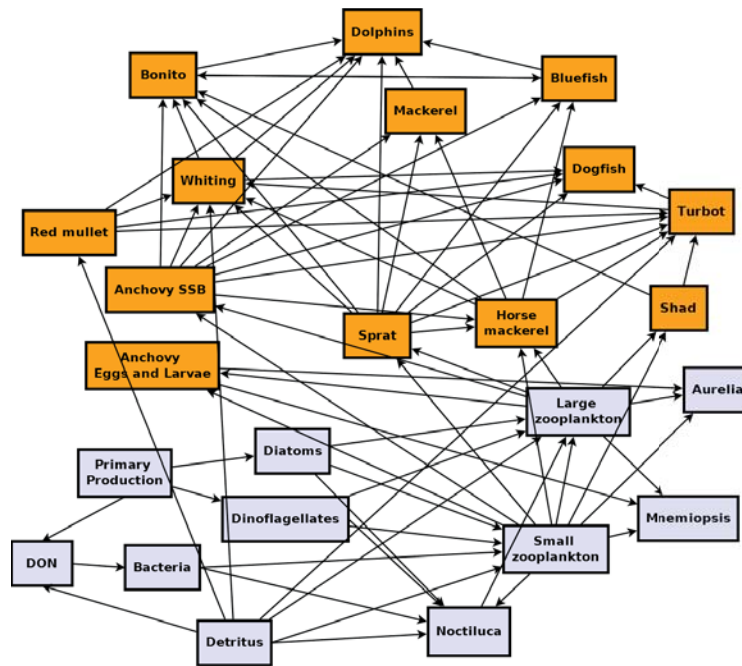 Dolphins
Bonito
Bluefish
Mackerel
Dogfish
Whiting
Turbot
Red mullet
Anchovy SSB
Shad
Sprat
Horse
mackerel
Anchovy
Eggs and Larvae
Large
zooplankton
Aurelia
Diatoms
Primary
Production
Dinoflagellates
Mnemiopsis
Small
zooplankton
DON
Bacteria
Detritus
Noctiluca